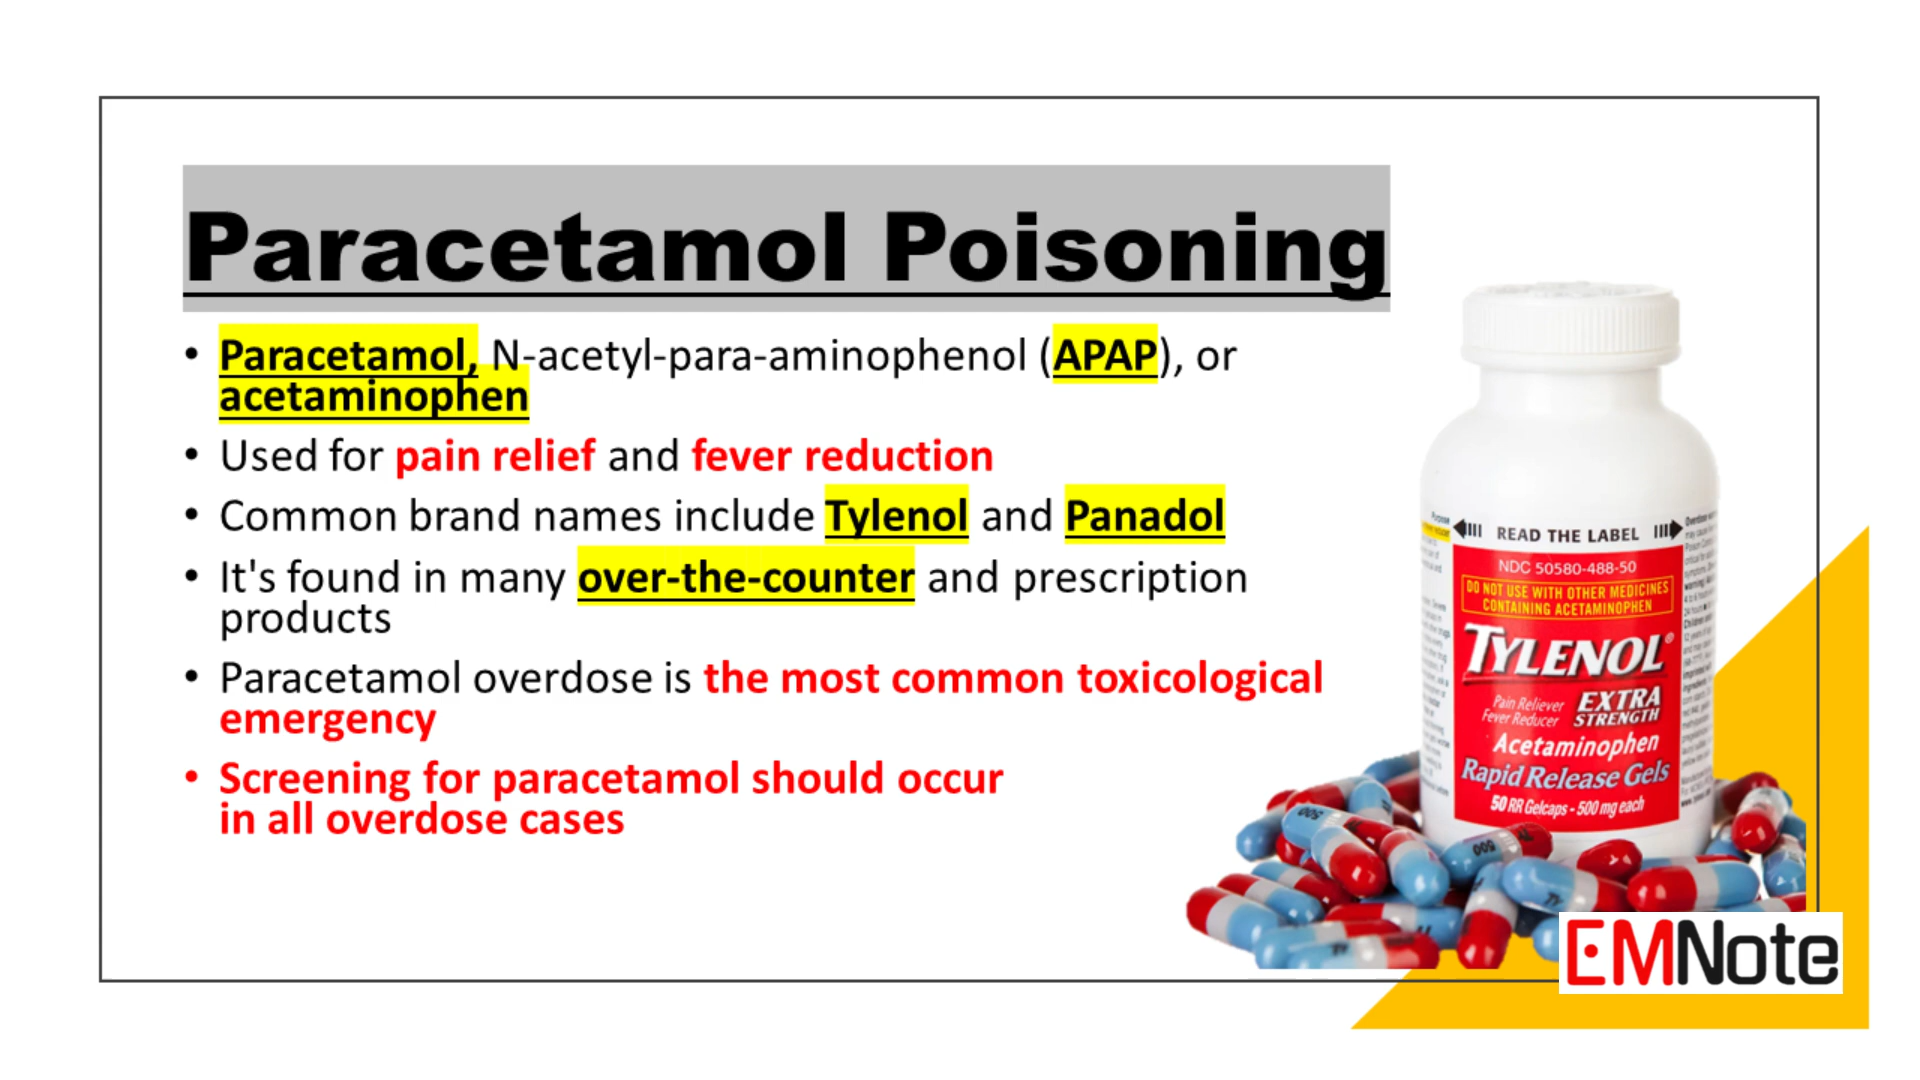 Paracetamol Poisoning
• Paracetamol, N-acetyl-para-aminophenol (APAP), or
acetaminophen
• Used for pain relief and fever reduction
• Common brand names include Tylenol and Panadol
• It's found in many over-the-counter and prescription
products
• Paracetamol overdose is the most common toxicological
emergency
• Screening for paracetamol should occur
in all overdose cases
READ THE LABEL
NDC 50580-488-50
DO NOT USE WITH OTHER MEDICINES
CONTAINING ACETAMINOPHEN
TYLENOL®
Pain Reliever
Fever Reducer
EXTRA
STRENGTH
Acetaminophen
Rapid Release Gels
50 RR Gelcaps - 500 mg each
500
500
EMNote